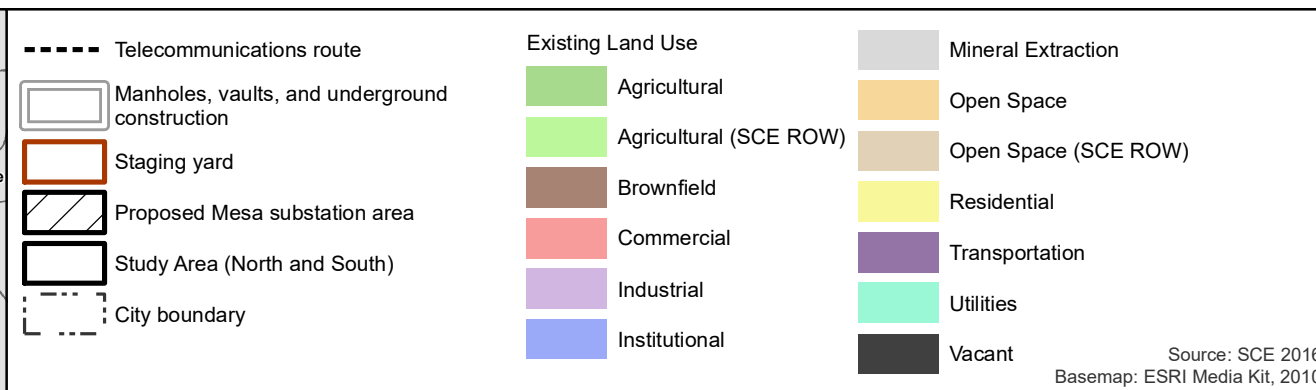 Telecommunications route
Manholes, vaults, and underground
construction
Staging yard
Proposed Mesa substation area
Study Area (North and South)
City boundary
Existing Land Use
Agricultural
Agricultural (SCE ROW)
Brownfield
Commercial
Industrial
Institutional
Mineral Extraction
Open Space
Open Space (SCE ROW)
Residential
Transportation
Utilities
Vacant
Source: SCE 2016
Basemap: ESRI Media Kit, 2010